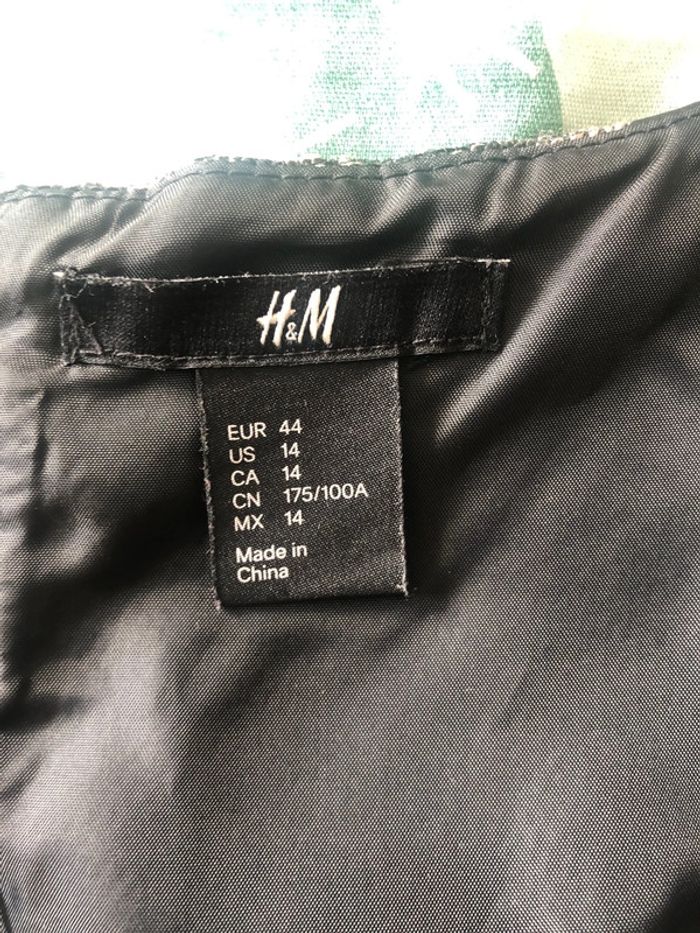 H&M
EUR 44
US 14
CA 14
CN 175/100A
MX 14
Made in
China